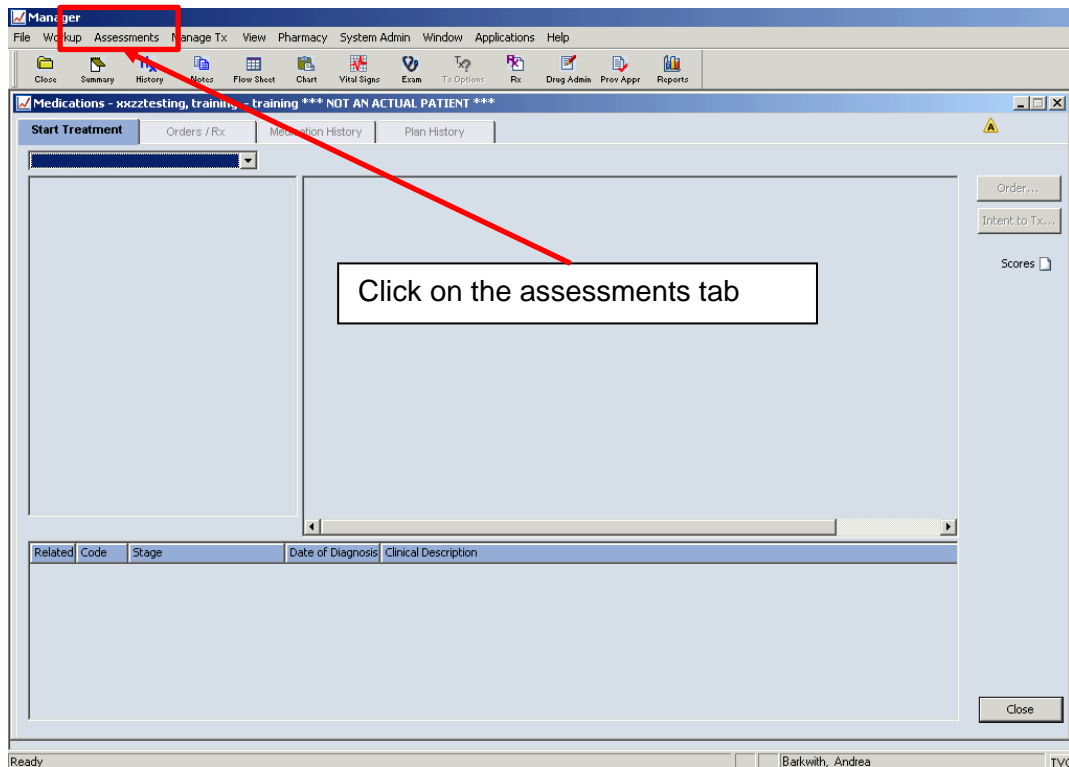 Manager
File Workup Assessments Manage Tx View Pharmacy System Admin Window Applications Help
Close Summary History Notes Flow Sheet Chart Vital Signs Exam Tx Options Rx Drug Admin Prov Appr Reports
Medications - xxzztesting, training - training *** NOT AN ACTUAL PATIENT ***
Start Treatment Orders / Rx Medication History Plan History
Order...
Intent to Tx...
Scores
Click on the assessments tab
Related Code Stage Date of Diagnosis Clinical Description
Close
Ready Barkwith, Andrea